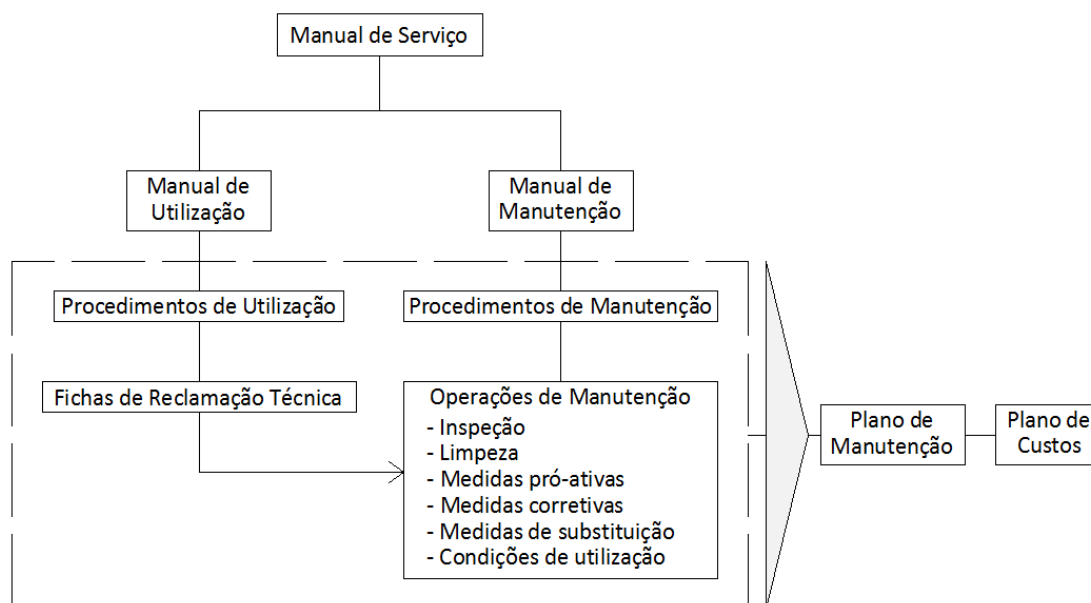 Manual de Serviço
Manual de
Utilização
Manual de
Manutenção
Procedimentos de Utilização
Procedimentos de Manutenção
Fichas de Reclamação Técnica
Operações de Manutenção
- Inspeção
- Limpeza
- Medidas pró-ativas
- Medidas corretivas
- Medidas de substituição
- Condições de utilização
Plano de
Manutenção
Plano de
Custos